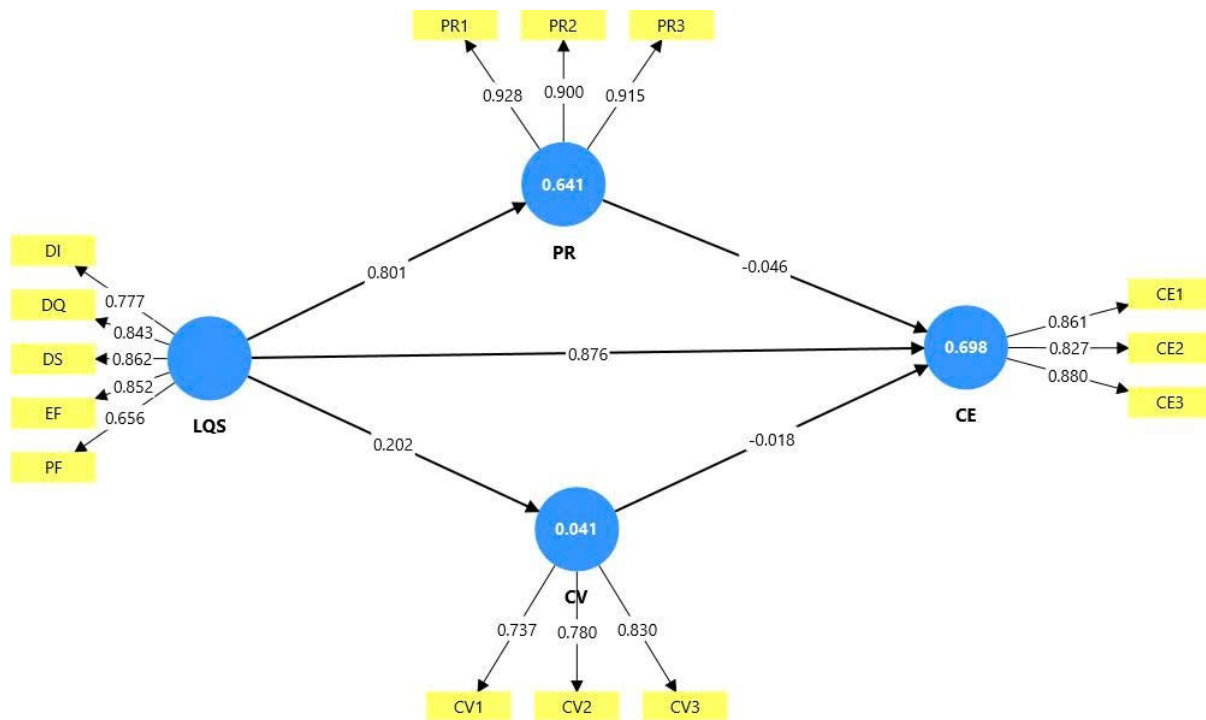 PR1 PR2 PR3
0.928 0.900 0.915
0.641
PR
0.801
-0.046
DI
DQ
DS
EF
PF
0.777
0.843
0.862
0.852
0.656
LQS
0.876
0.698
CE
0.861
0.827
0.880
CE1
CE2
CE3
0.202
-0.018
0.041
CV
0.737 0.780 0.830
CV1 CV2 CV3